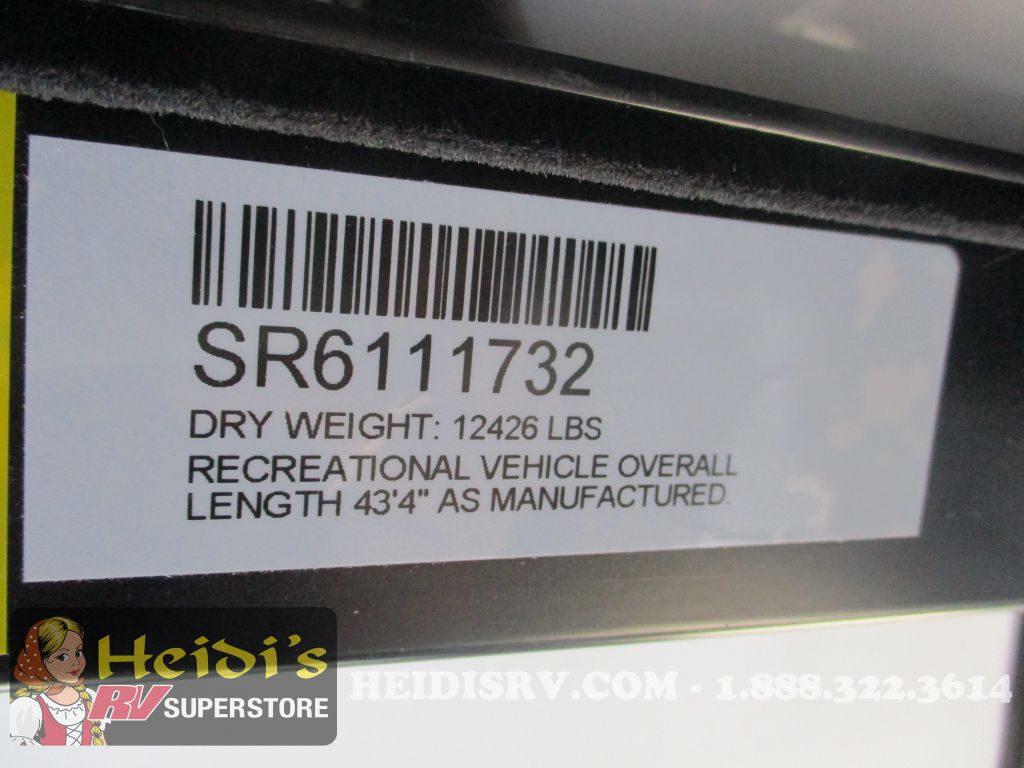 SR6111732
DRY WEIGHT: 12426 LBS
RECREATIONAL VEHICLE OVERALL
LENGTH 43'4" AS MANUFACTURED.
Heidi's
RV SUPERSTORE
HEIDISRV.COM - 1.888.322.3614